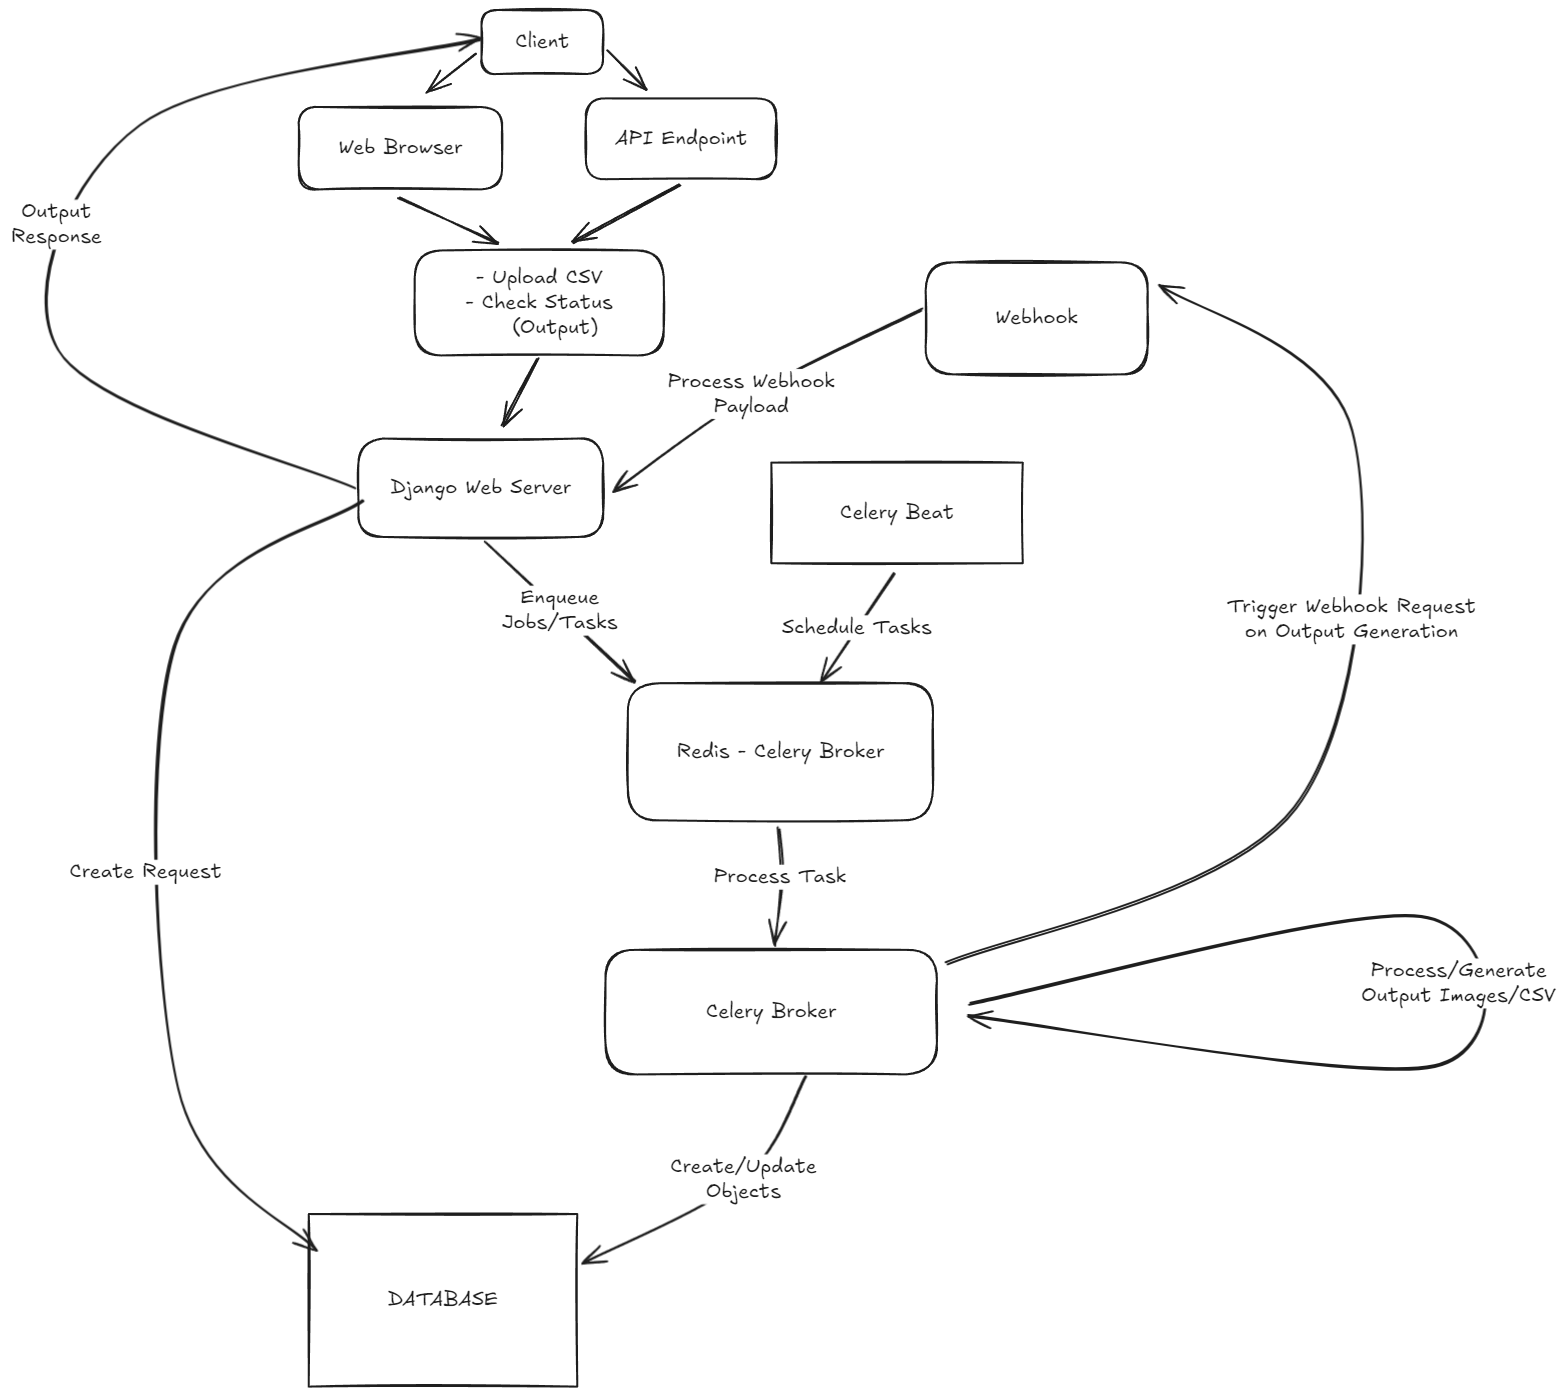 Client
Web Browser
API Endpoint
Output
Response
- Upload CSV
- Check Status
(Output)
Webhook
Process Webhook
Payload
Django Web Server
Celery Beat
Enqueue
Jobs/Tasks
Schedule Tasks
Trigger Webhook Request
on Output Generation
Redis - Celery Broker
Create Request
Process Task
Process/Generate
Output Images/CSV
Celery Broker
Create/Update
Objects
DATABASE